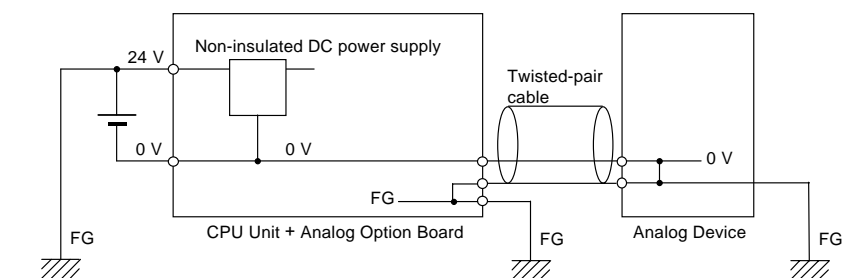 Non-insulated DC power supply
24 V
Twisted-pair
cable
0 V
0 V
0 V
FG
FG
CPU Unit + Analog Option Board
FG
Analog Device
FG